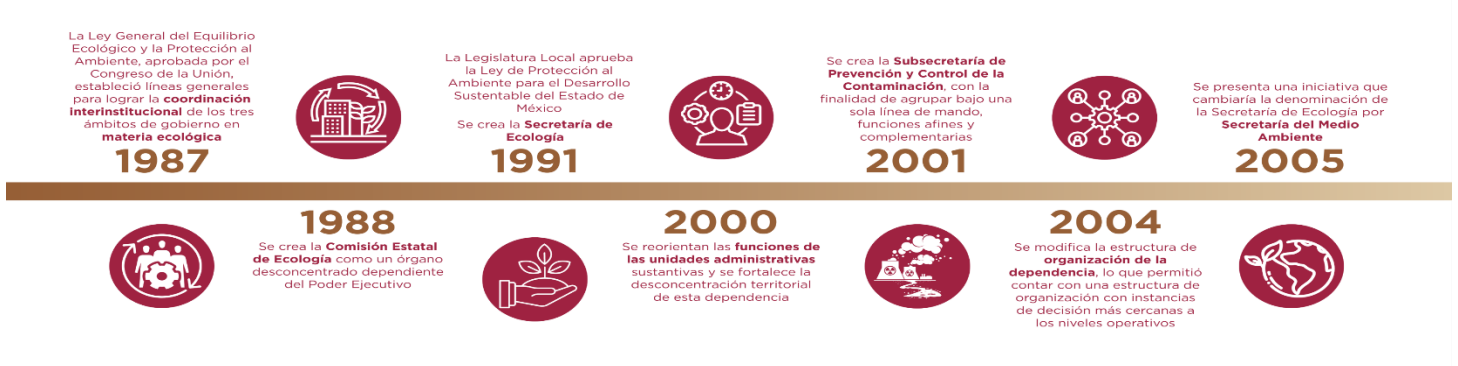 La Ley General del Equilibrio
Ecológico y la Protección al
Ambiente, aprobada por el
Congreso de la Unión,
estableció líneas generales
para lograr la coordinación
interinstitucional de los tres
ámbitos de gobierno en
materia ecológica
1987
1988
Se crea la Comisión Estatal
de Ecología como un órgano
desconcentrado dependiente
del Poder Ejecutivo
La Legislatura Local aprueba
la Ley de Protección al
Ambiente para el Desarrollo
Sustentable del Estado de
México
Se crea la Secretaría de
Ecología
1991
2000
Se reorientan las funciones de
las unidades administrativas
sustantivas y se fortalece la
desconcentración territorial
de esta dependencia
Se crea la Subsecretaría de
Prevención y Control de la
Contaminación, con la
finalidad de agrupar bajo una
sola línea de mando,
funciones afines y
complementarias
2001
2004
Se modifica la estructura de
organización de la
dependencia, lo que permitió
contar con una estructura de
organización con instancias
de decisión más cercanas a
los niveles operativos
Se presenta una iniciativa que
cambiaría la denominación de
la Secretaría de Ecología por
Secretaría del Medio
Ambiente
2005